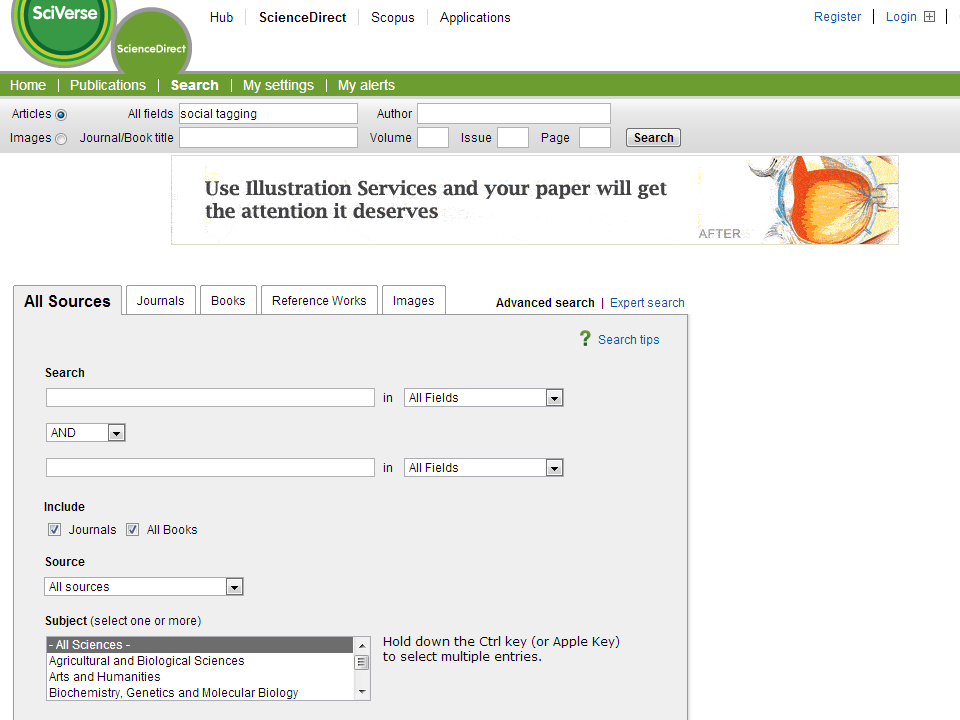 SciVerse
ScienceDirect
Hub ScienceDirect Scopus Applications Register Login
Home Publications Search My settings My alerts
Articles All fields social tagging Author
Images Journal/Book title Volume Issue Page Search
Use Illustration Services and your paper will get
the attention it deserves
AFTER
All Sources Journals Books Reference Works Images Advanced search | Expert search
? Search tips
Search
in All Fields
AND
in All Fields
Include
Journals All Books
Source
All sources
Subject (select one or more)
- All Sciences -
Agricultural and Biological Sciences
Arts and Humanities
Biochemistry, Genetics and Molecular Biology
Hold down the Ctrl key (or Apple Key)
to select multiple entries.